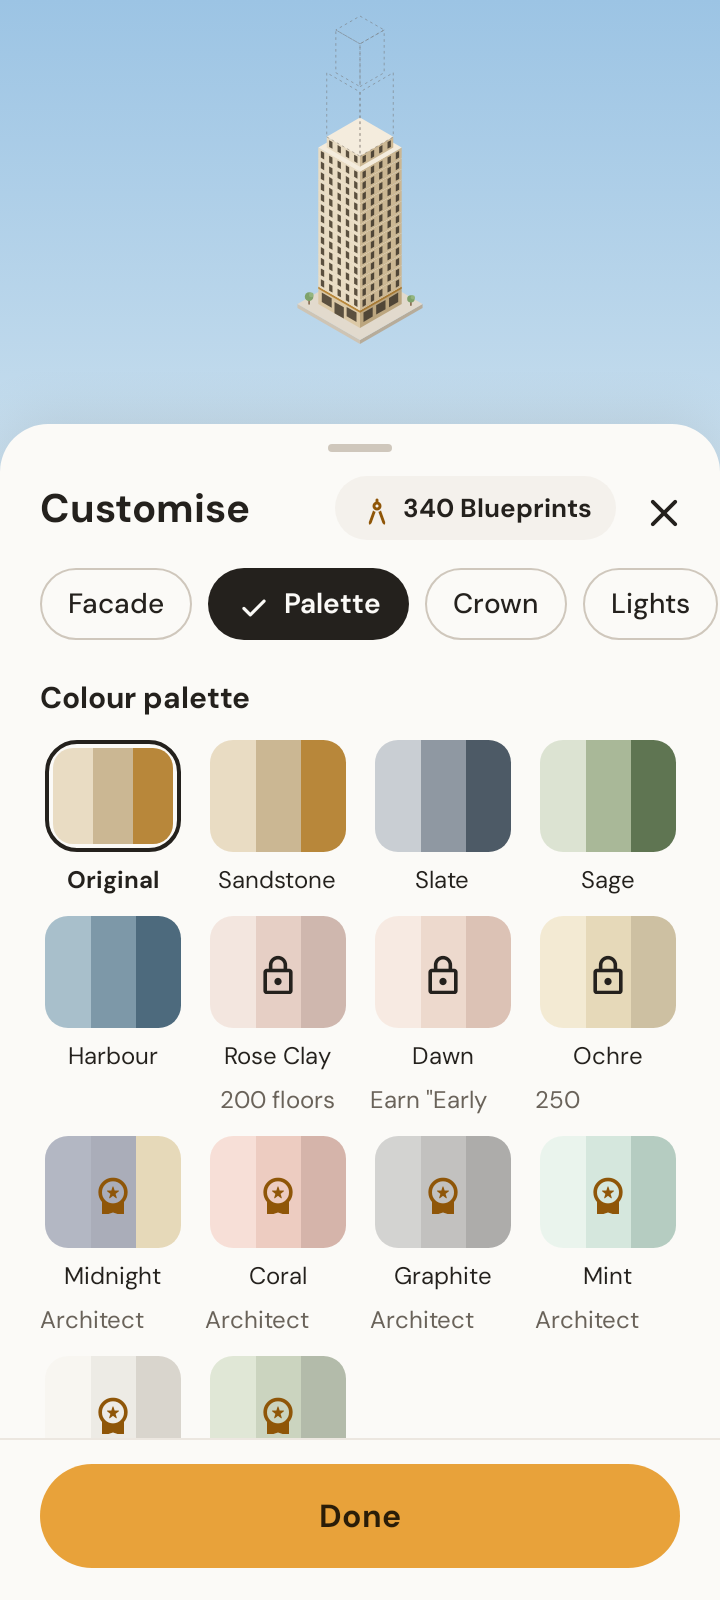 Customise
340 Blueprints
Facade
Palette
Crown
Lights
Colour palette
Original
Sandstone
Slate
Sage
Harbour
Rose Clay
Dawn
Ochre
200 floors
Earn "Early
250
Midnight
Coral
Graphite
Mint
Architect
Architect
Architect
Architect
Done